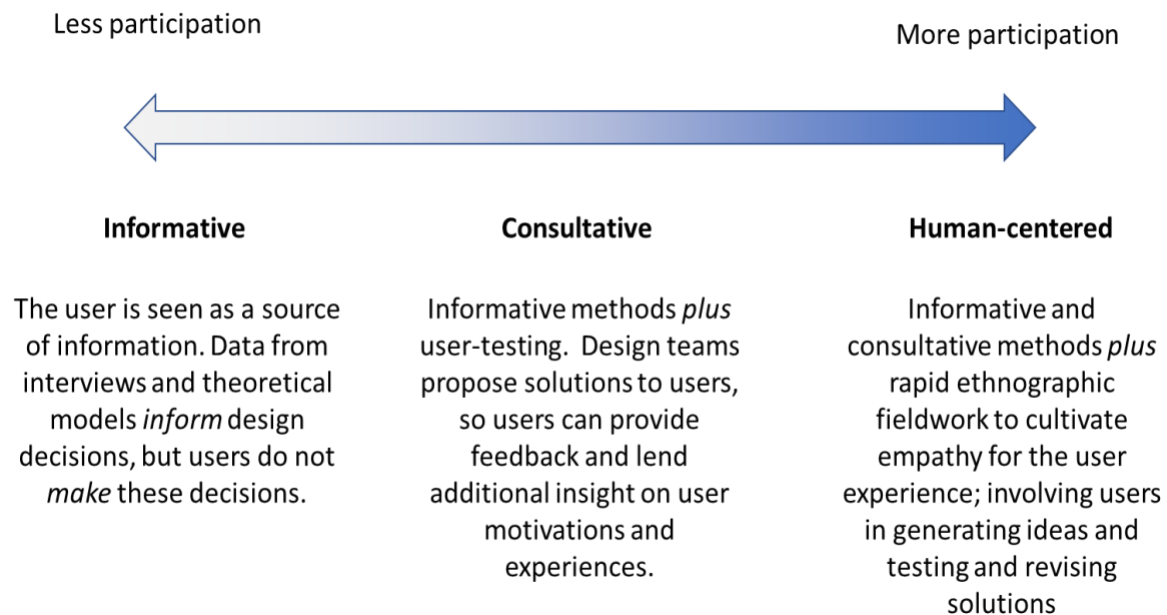 Less participation
More participation
Informative
The user is seen as a source
of information. Data from
interviews and theoretical
models inform design
decisions, but users do not
make these decisions.
Consultative
Informative methods plus
user-testing.  Design teams
propose solutions to users,
so users can provide
feedback and lend
additional insight on user
motivations and
experiences.
Human-centered
Informative and
consultative methods plus
rapid ethnographic
fieldwork to cultivate
empathy for the user
experience; involving users
in generating ideas and
testing and revising
solutions